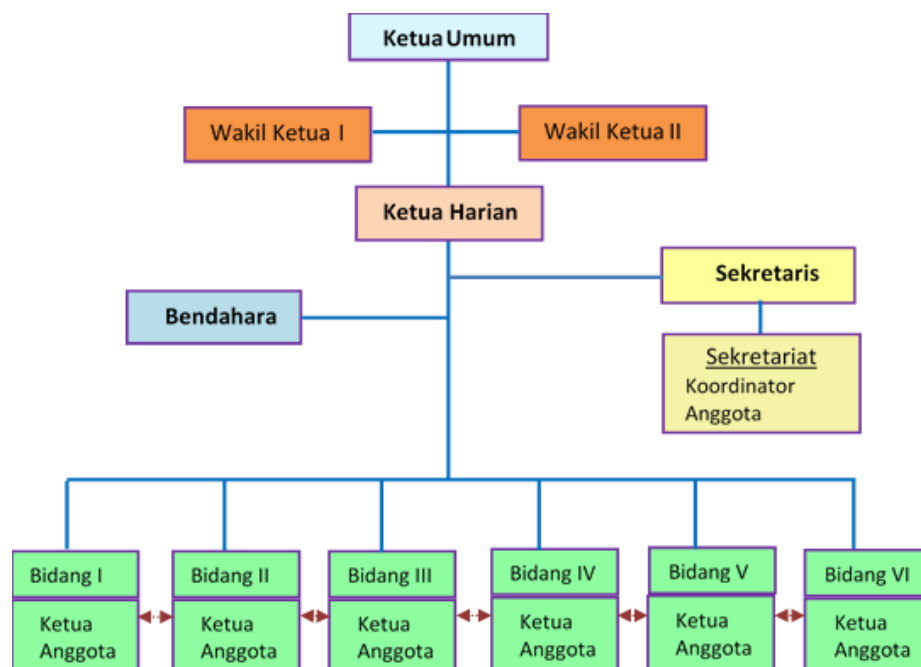 Ketua Umum
Wakil Ketua I
Wakil Ketua II
Ketua Harian
Sekretaris
Bendahara
Sekretariat
Koordinator
Anggota
Bidang I
Ketua
Anggota
Bidang II
Ketua
Anggota
Bidang III
Ketua
Anggota
Bidang IV
Ketua
Anggota
Bidang V
Ketua
Anggota
Bidang VI
Ketua
Anggota